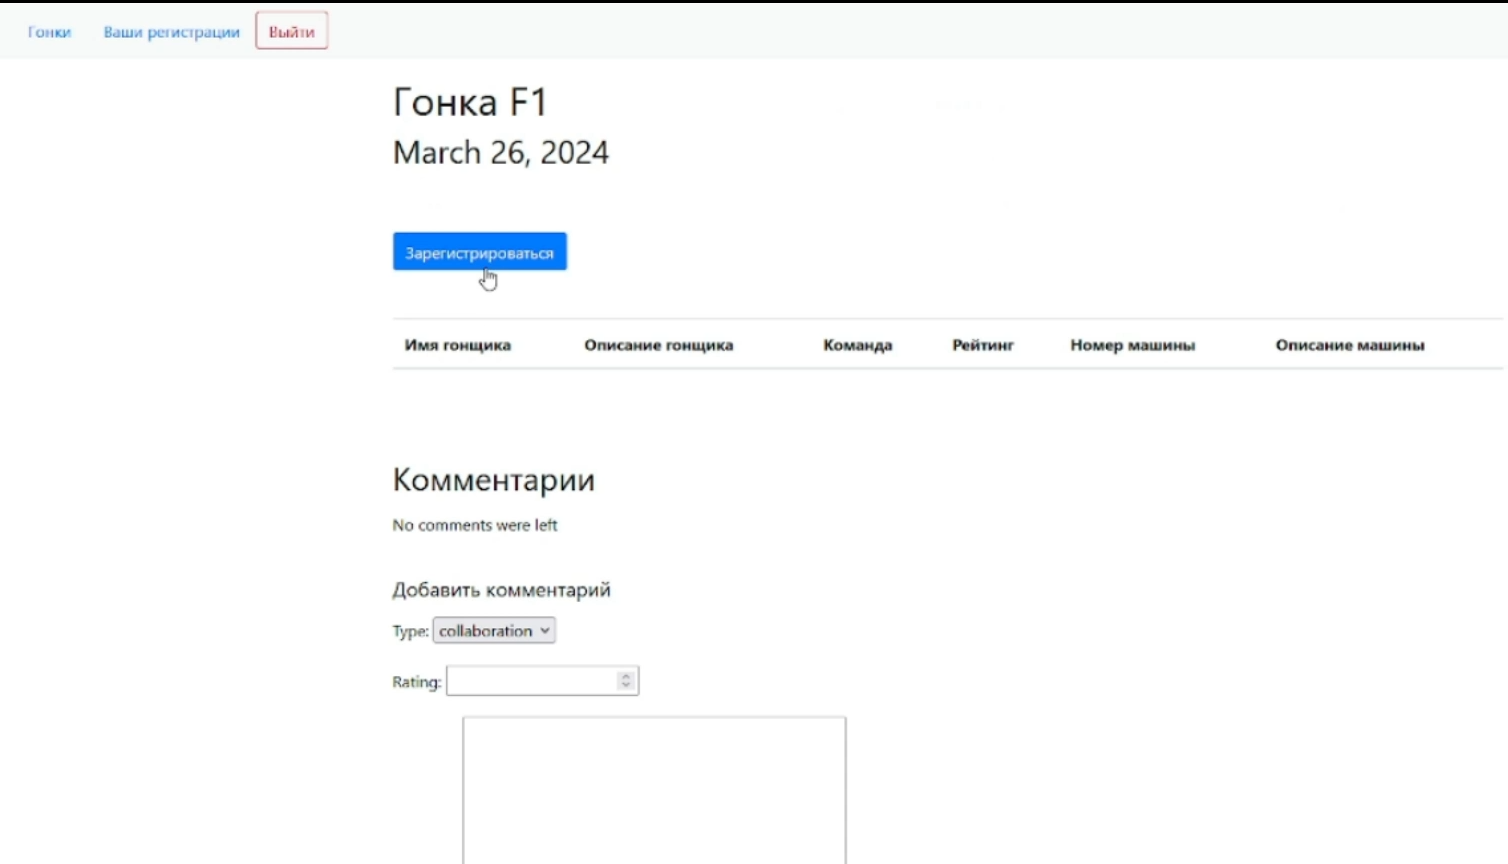 Гонки Ваши регистрации Выйти
Гонка F1
March 26, 2024
Зарегистрироваться
Имя гонщика Описание гонщика Команда Рейтинг Номер машины Описание машины
Комментарии
No comments were left
Добавить комментарий
Type: collaboration
Rating: